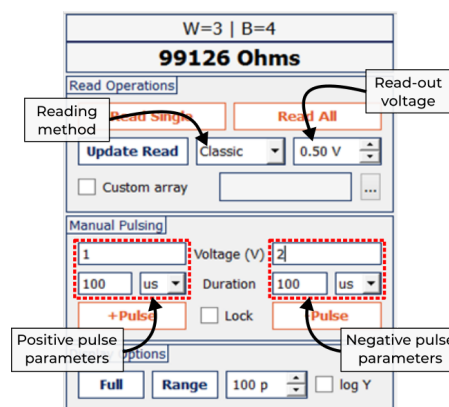 W=3 | B=4
99126 Ohms
Read Operations
Read-out
voltage
Reading
method
Read Single
Read All
Update Read
Classic
0.50 V
Custom array
...
Manual Pulsing
1
Voltage (V)
2
100
us
Duration
100
us
+Pulse
Lock
Pulse
Positive pulse
parameters
Negative pulse
parameters
Options
Full
Range
100 p
log Y